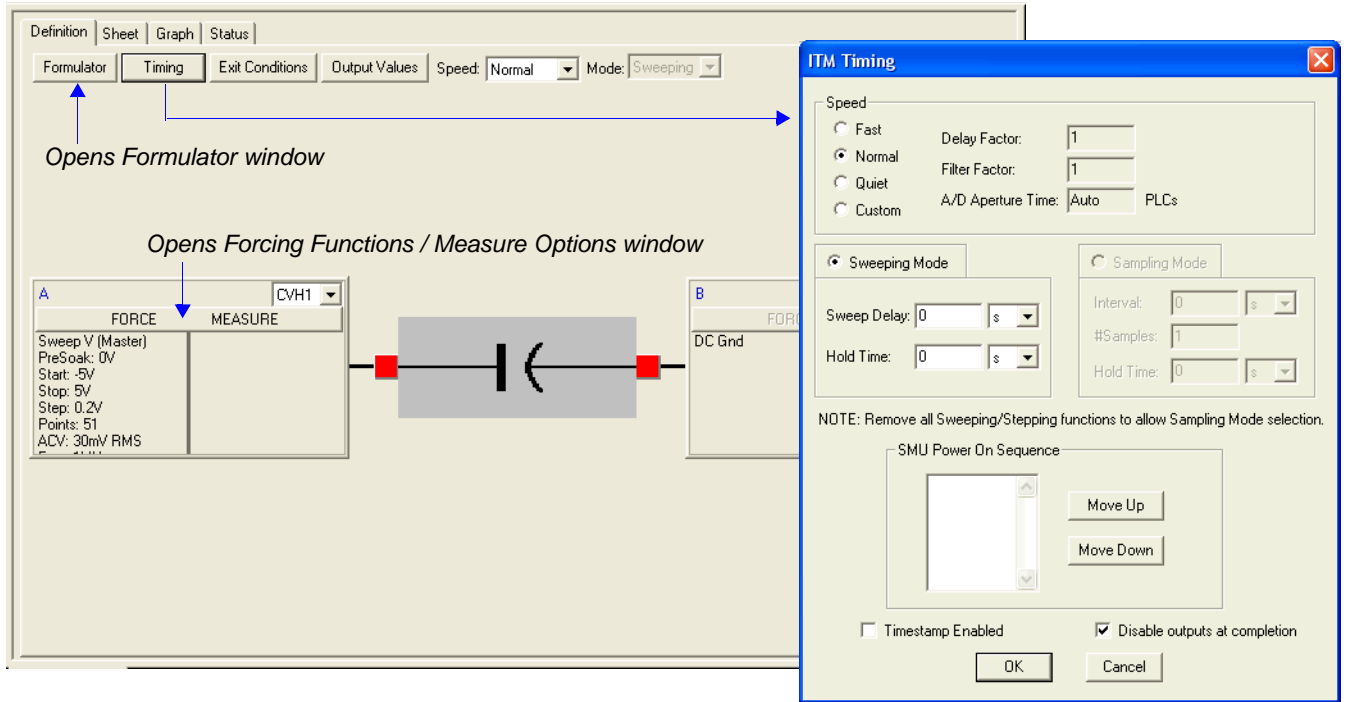 Definition Sheet Graph Status
Formulator Timing Exit Conditions Output Values Speed: Normal Mode: Sweeping
Opens Formulator window
Opens Forcing Functions / Measure Options window
A CVH1
FORCE MEASURE
Sweep V (Master)
PreSoak: 0V
Start: -5V
Stop: 5V
Step: 0.2V
Points: 51
ACV: 30mV RMS
B
DC Gnd
ITM Timing
Speed
Fast
Normal
Quiet
Custom
Delay Factor: 1
Filter Factor: 1
A/D Aperture Time: Auto PLCs
Sweeping Mode
Sweep Delay: 0 s
Hold Time: 0 s
Sampling Mode
Interval: 0 s
#Samples: 1
Hold Time: 0 s
NOTE: Remove all Sweeping/Stepping functions to allow Sampling Mode selection.
SMU Power On Sequence
Move Up
Move Down
Timestamp Enabled
Disable outputs at completion
OK Cancel